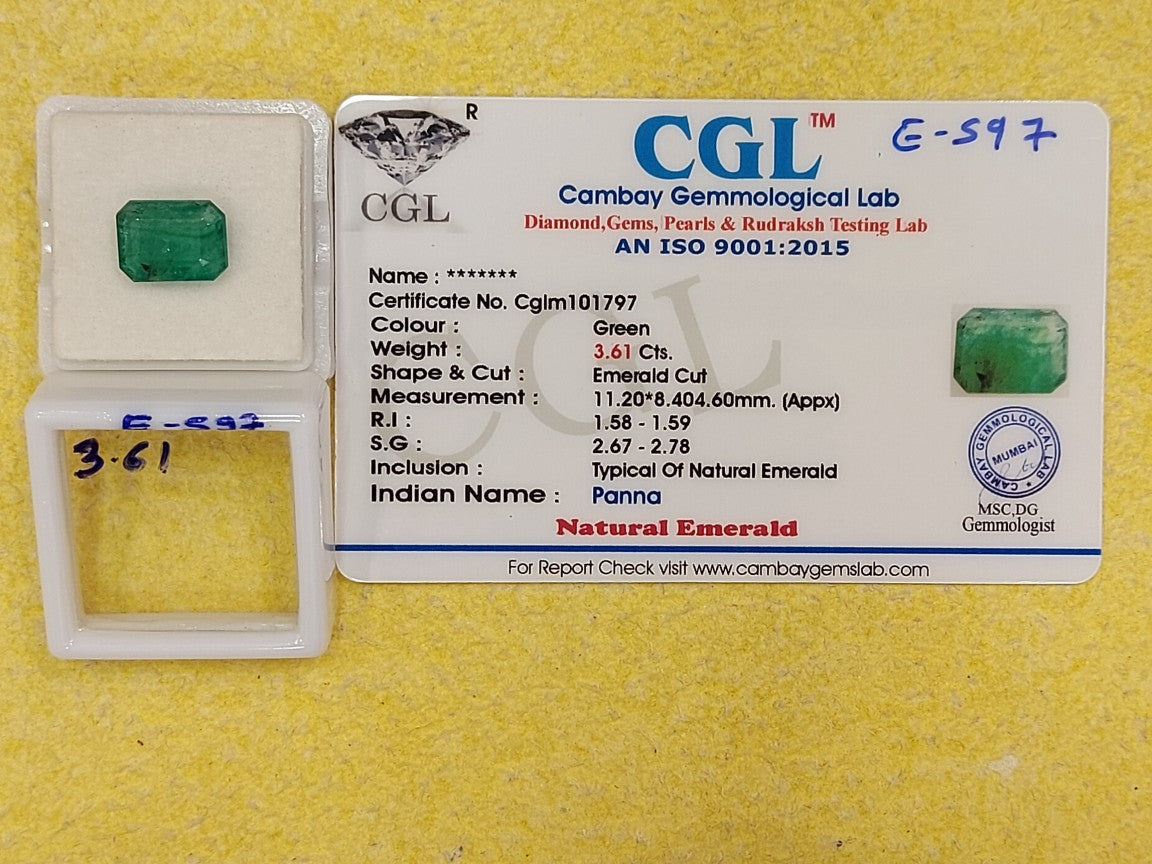 R
CGL
CGL™
E-597
Cambay Gemmological Lab
Diamond,Gems, Pearls & Rudraksh Testing Lab
AN ISO 9001:2015
Name : *******
Certificate No. Cglm101797
Colour : Green
Weight : 3.61 Cts.
Shape & Cut : Emerald Cut
Measurement : 11.20*8.404.60mm. (Appx)
R.I : 1.58 - 1.59
S.G : 2.67 - 2.78
Inclusion : Typical Of Natural Emerald
Indian Name : Panna
Natural Emerald
CAMBAY GEMMOLOGICAL LAB
MUMBAI
MSC,DG
Gemmologist
For Report Check visit www.cambaygemslab.com
CGL
E-597
3.61